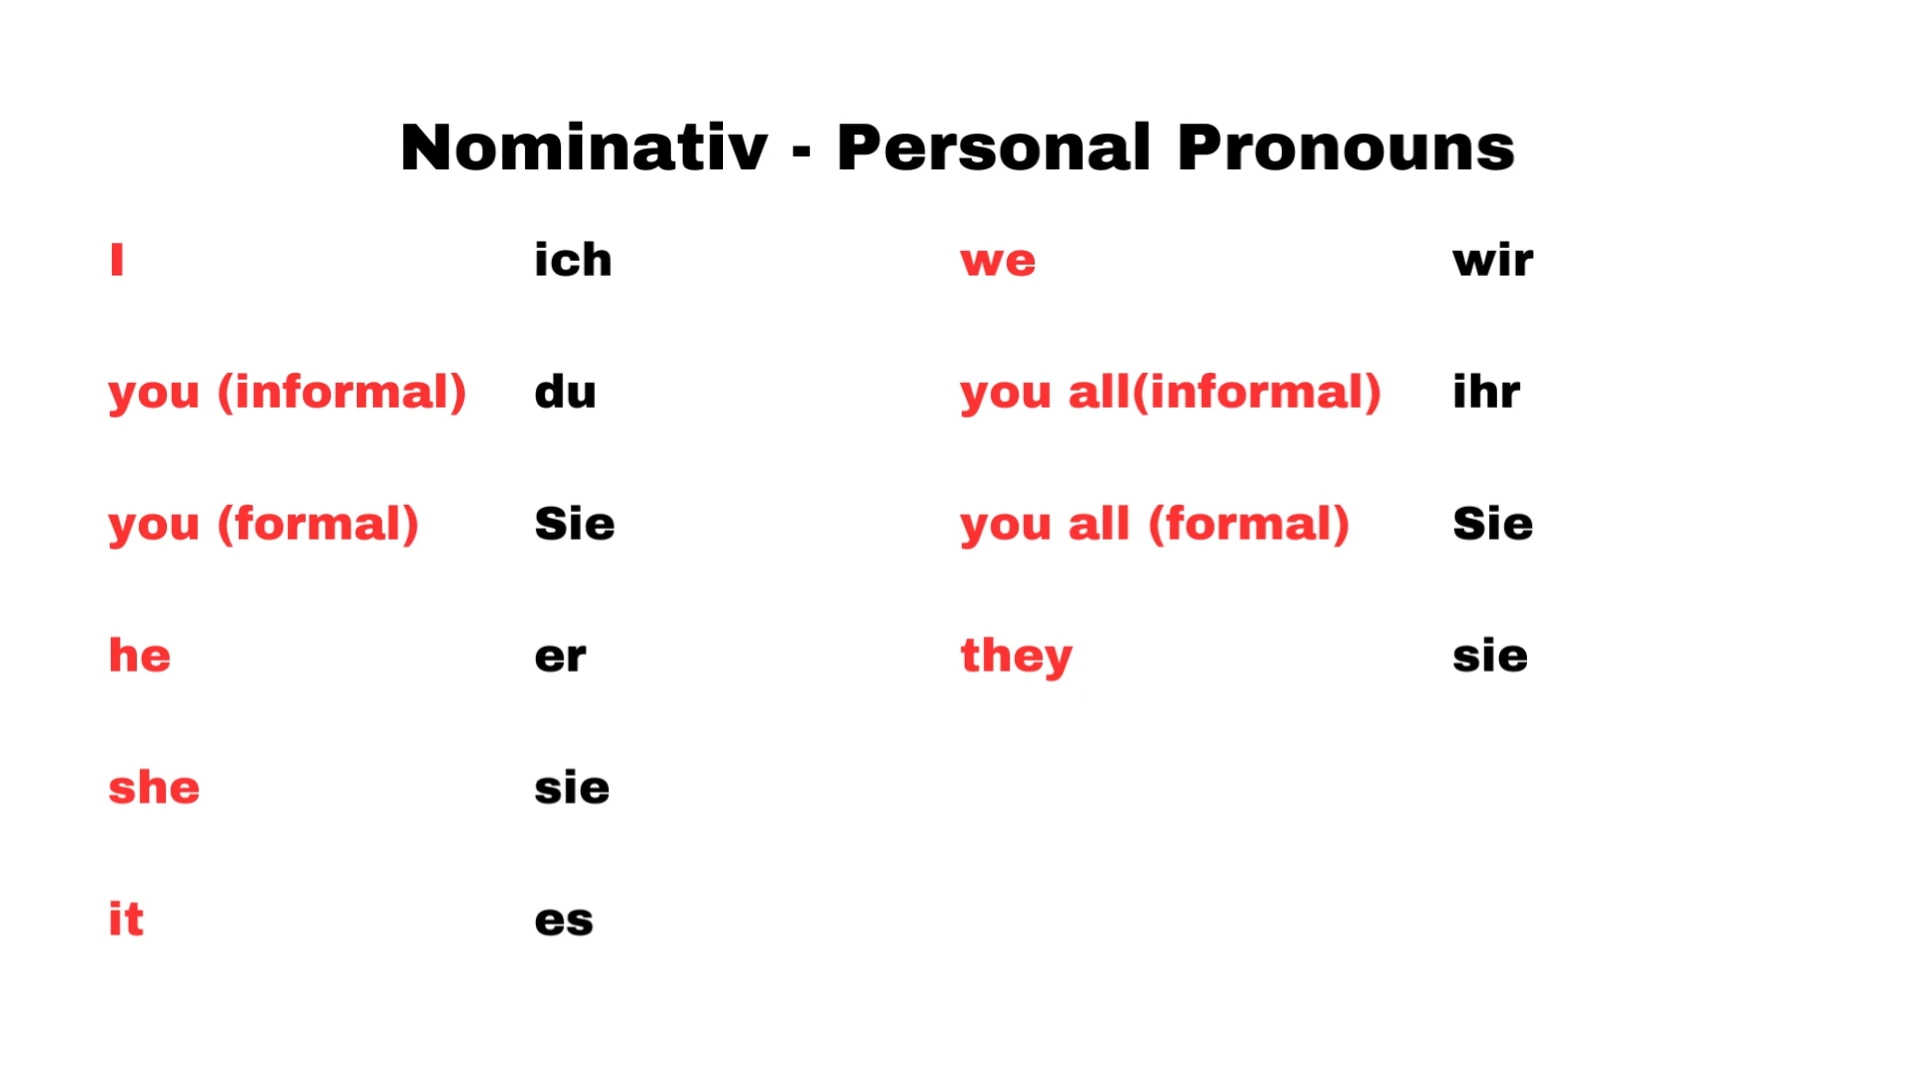 Nominativ - Personal Pronouns
I ich we wir
you (informal) du you all(informal) ihr
you (formal) Sie you all (formal) Sie
he er they sie
she sie
it es